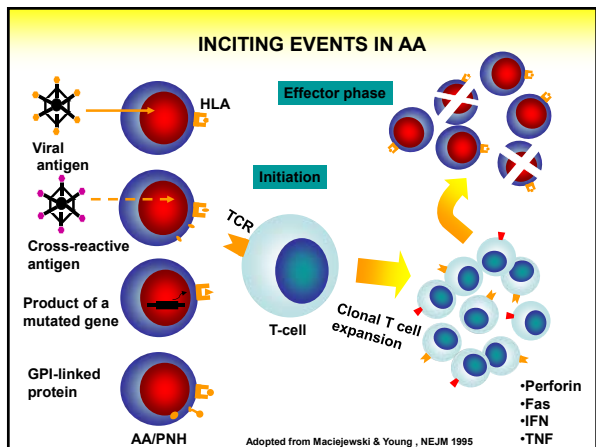 INCITING EVENTS IN AA
HLA
Viral
antigen
Cross-reactive
antigen
Product of a
mutated gene
GPI-linked
protein
AA/PNH
Effector phase
Initiation
TCR
T-cell
Clonal T cell
expansion
•Perforin
•Fas
•IFN
•TNF
Adopted from Maciejewski & Young , NEJM 1995